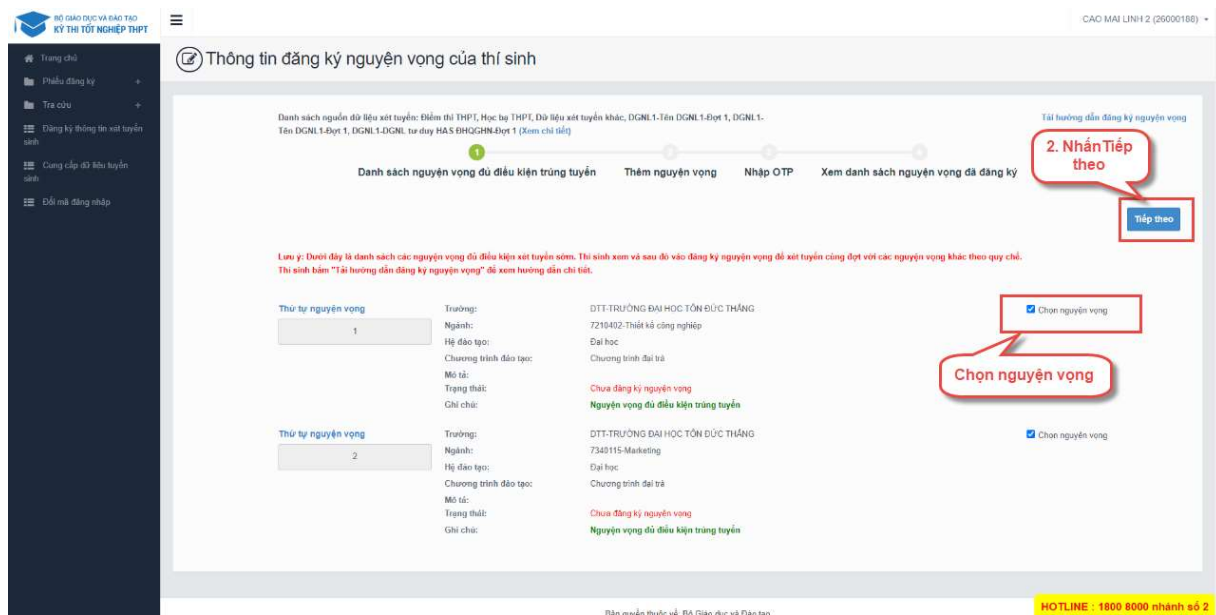 BỘ GIÁO DỤC VÀ ĐÀO TẠO
KỲ THI TỐT NGHIỆP THPT
CAO MAI LINH 2 (26000188)
Trang chủ
Phiếu đăng ký +
Tra cứu +
Đăng ký thông tin xét tuyển
sinh
Cung cấp dữ liệu tuyển
sinh
Đổi mã đăng nhập
Thông tin đăng ký nguyện vọng của thí sinh
Danh sách nguồn dữ liệu xét tuyển: Điểm thi THPT, Học bạ THPT, Dữ liệu xét tuyển khác, DGNL1-Tên DGNL1-Đợt 1, DGNL1-
Tên DGNL1-Đợt 1, DGNL1-DGNL tư duy HAS ĐHQGHN-Đợt 1 (Xem chi tiết)
Tải hướng dẫn đăng ký nguyện vọng
1
2
3
4
Danh sách nguyện vọng đủ điều kiện trúng tuyển
Thêm nguyện vọng
Nhập OTP
Xem danh sách nguyện vọng đã đăng ký
2. Nhấn Tiếp
theo
Tiếp theo
Lưu ý: Dưới đây là danh sách các nguyện vọng đủ điều kiện xét tuyển sớm. Thí sinh xem và sau đó vào đăng ký nguyện vọng để xét tuyển cùng đợt với các nguyện vọng khác theo quy chế.
Thí sinh bấm "Tải hướng dẫn đăng ký nguyện vọng" để xem hướng dẫn chi tiết.
Thứ tự nguyện vọng
1
Trường: DTT-TRƯỜNG ĐẠI HỌC TÔN ĐỨC THẮNG
Ngành: 7210402-Thiết kế công nghiệp
Hệ đào tạo: Đại học
Chương trình đào tạo: Chương trình đại trà
Mô tả:
Trạng thái: Chưa đăng ký nguyện vọng
Ghi chú: Nguyện vọng đủ điều kiện trúng tuyển
Chọn nguyện vọng
Chọn nguyện vọng
Thứ tự nguyện vọng
2
Trường: DTT-TRƯỜNG ĐẠI HỌC TÔN ĐỨC THẮNG
Ngành: 7340115-Marketing
Hệ đào tạo: Đại học
Chương trình đào tạo: Chương trình đại trà
Mô tả:
Trạng thái: Chưa đăng ký nguyện vọng
Ghi chú: Nguyện vọng đủ điều kiện trúng tuyển
Chọn nguyện vọng
Bản quyền thuộc về: Bộ Giáo dục và Đào tạo
HOTLINE : 1800 8000 nhánh số 2